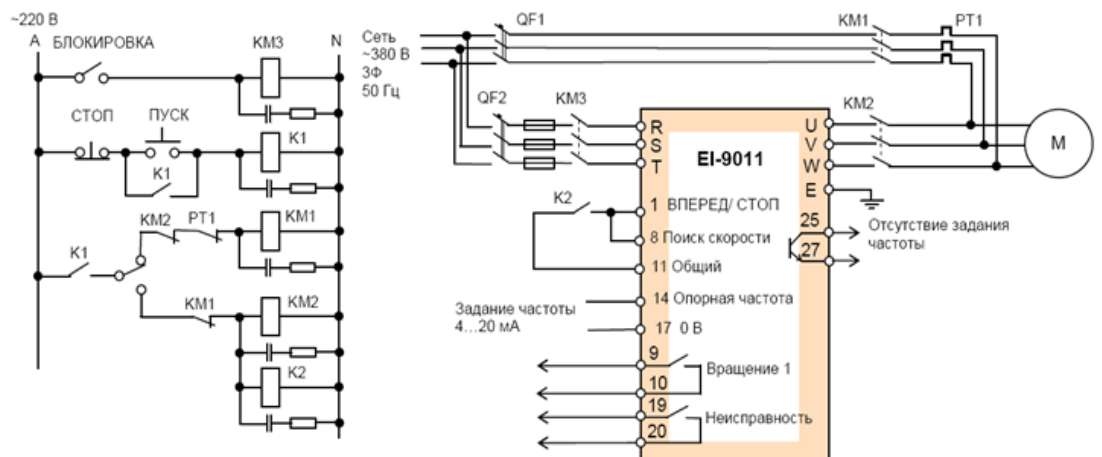 ~220 В
А
БЛОКИРОВКА
N
КМ3
СТОП
ПУСК
К1
К1
КМ2
РТ1
КМ1
К1
КМ1
КМ2
К2
Сеть
~380 В
3Ф
50 Гц
QF1
КМ1
РТ1
QF2
КМ3
КМ2
R
S
T
EI-9011
U
V
W
E
М
К2
1 ВПЕРЕД/ СТОП
8 Поиск скорости
11 Общий
14 Опорная частота
17 0 В
Задание частоты
4...20 мА
25
27
Отсутствие задания
частоты
9
10
Вращение 1
19
20
Неисправность